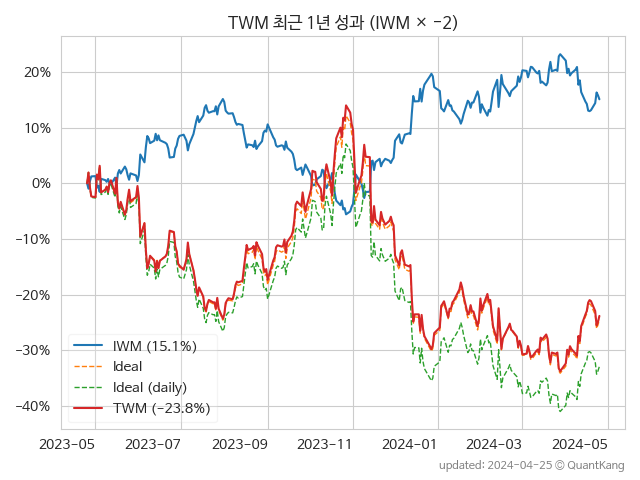 TWM 최근 1년 성과 (IWM × −2)
20%
10%
0%
−10%
−20%
−30%
−40%
IWM (15.1%)
Ideal
Ideal (daily)
TWM (−23.8%)
2023−05 2023−07 2023−09 2023−11 2024−01 2024−03 2024−05
updated: 2024−04−25 © QuantKang